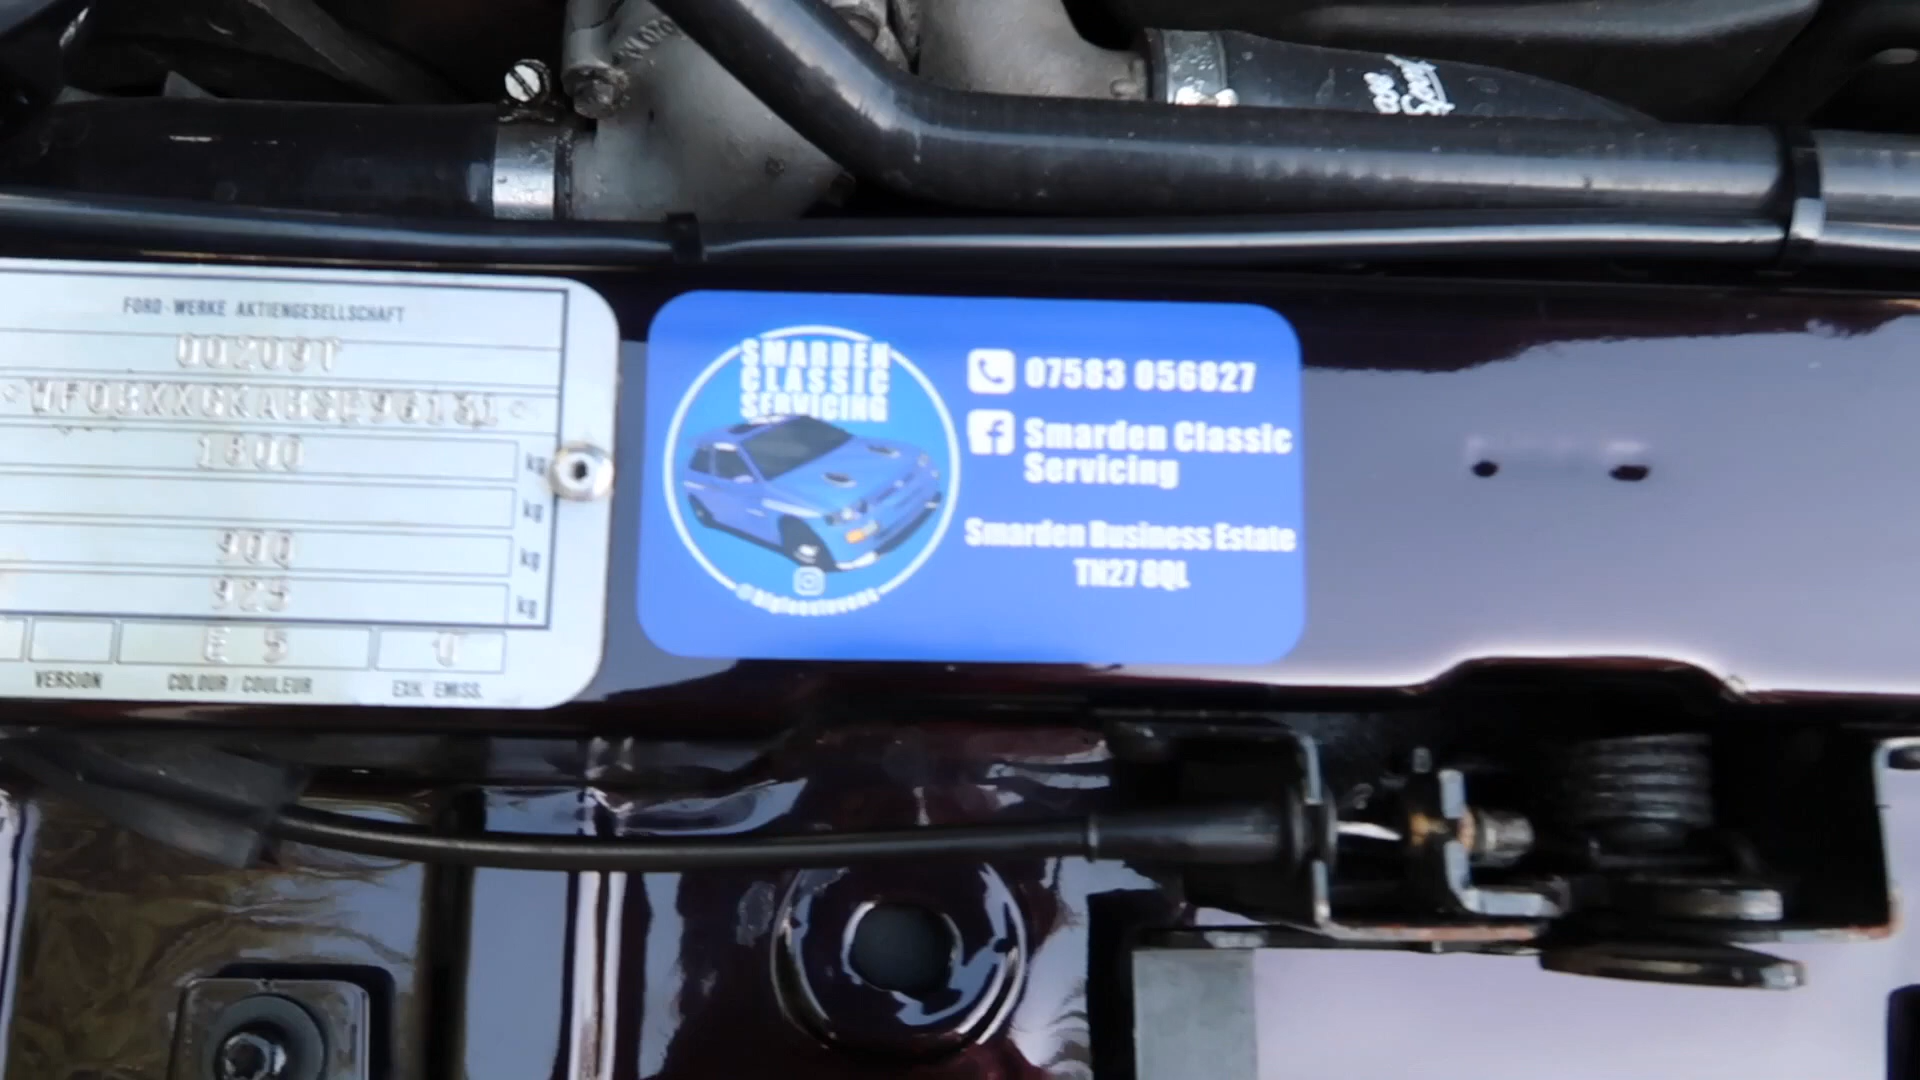 FORD-WERKE AKTIENGESELLSCHAFT
1800
kg
kg
900 kg
925 kg
E 5
VERSION COLOUR/COULEUR EXH. EMISS.
SMARDEN
CLASSIC
SERVICING
07583 056827
Smarden Classic
Servicing
Smarden Business Estate
TN27 8QL